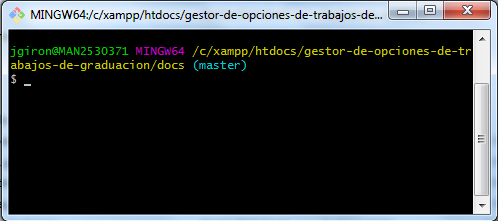 MINGW64:/c/xampp/htdocs/gestor-de-opciones-de-trabajos-de...
jgiron@MAN2530371 MINGW64 /c/xampp/htdocs/gestor-de-opciones-de-tr
abajos-de-graduacion/docs (master)
$